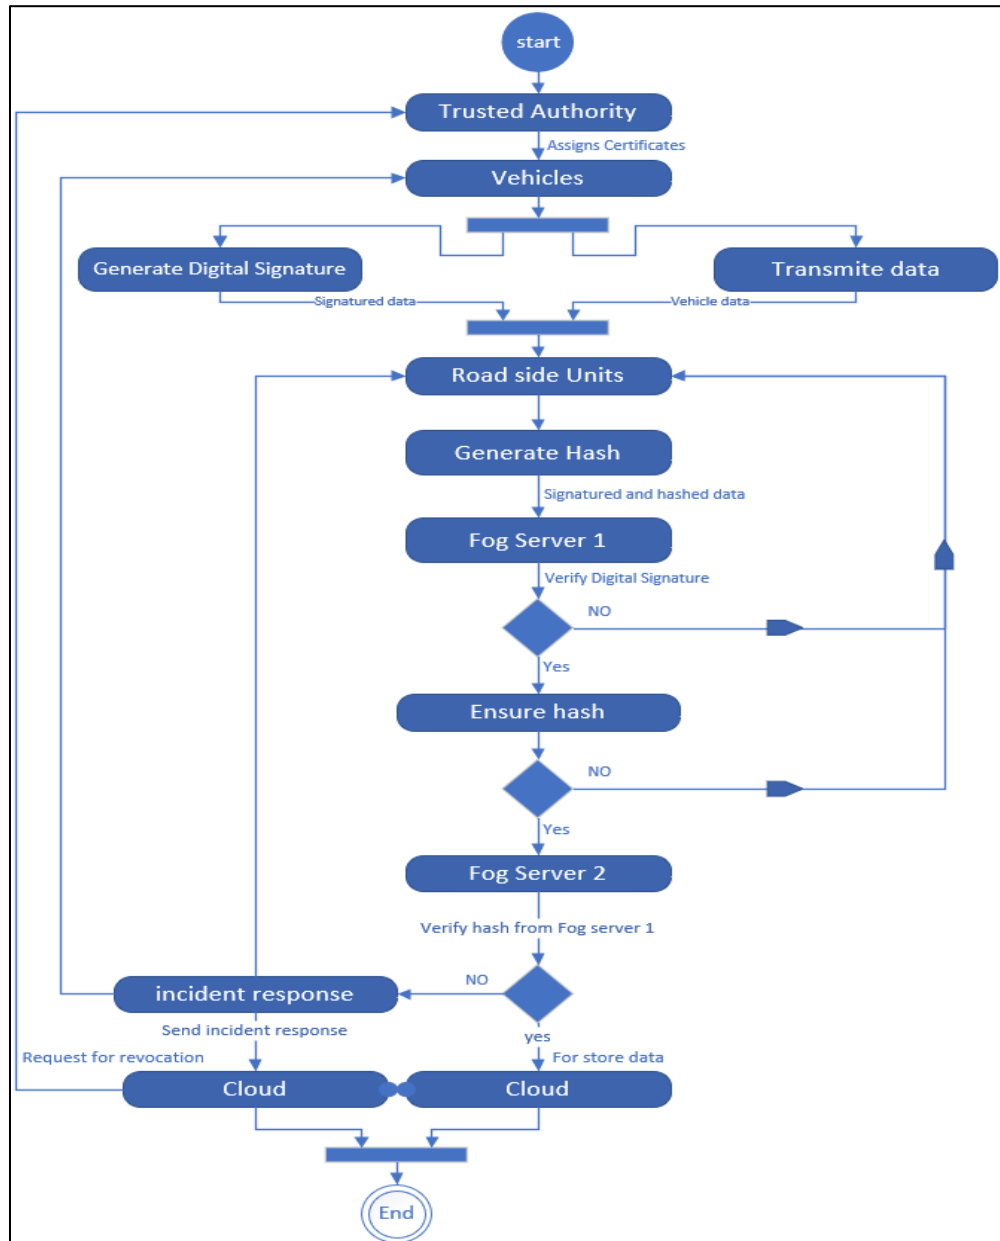 start
Trusted Authority
Assigns Certificates
Vehicles
Generate Digital Signature
Transmite data
Signatured data
Vehicle data
Road side Units
Generate Hash
Signatured and hashed data
Fog Server 1
Verify Digital Signature
NO
Yes
Ensure hash
NO
Yes
Fog Server 2
Verify hash from Fog server 1
NO
incident response
Send incident response
yes
Request for revocation
For store data
Cloud
Cloud
End